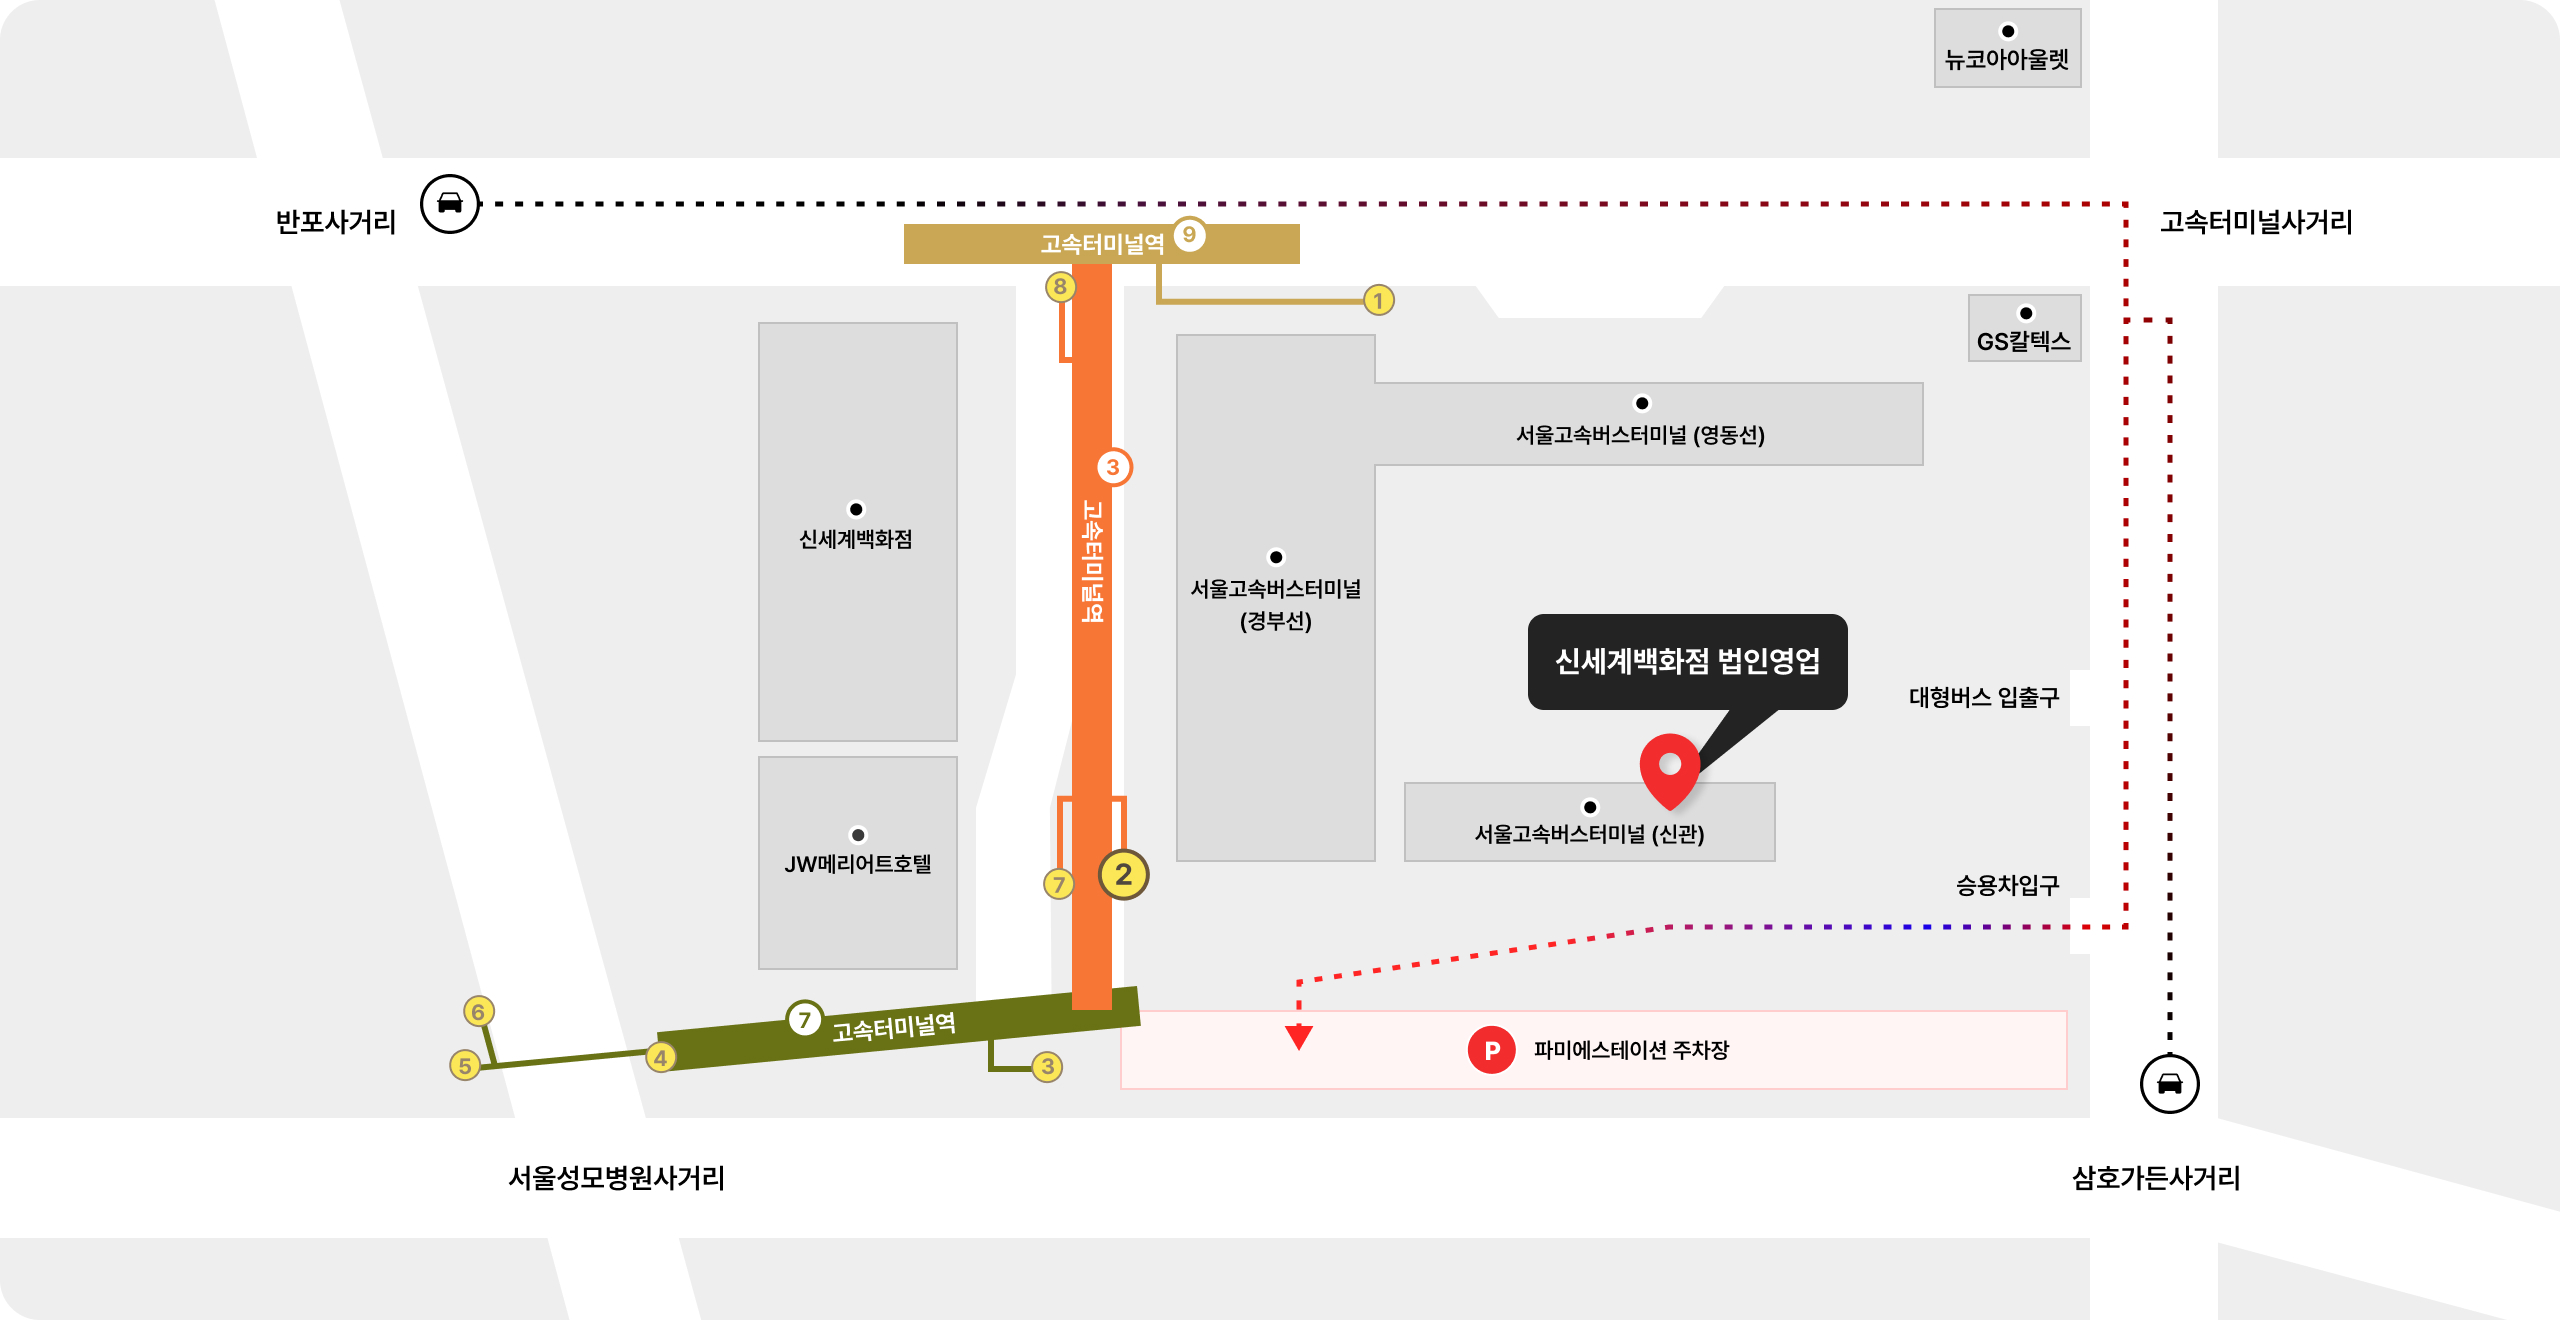 뉴코아아울렛
반포사거리
고속터미널사거리
고속터미널역
9
8
1
GS칼텍스
서울고속버스터미널 (영동선)
3
고속터미널역
신세계백화점
서울고속버스터미널
(경부선)
신세계백화점 법인영업
대형버스 입출구
서울고속버스터미널 (신관)
JW메리어트호텔
7
2
승용차입구
6
5
4
7
고속터미널역
3
P
파미에스테이션 주차장
서울성모병원사거리
삼호가든사거리